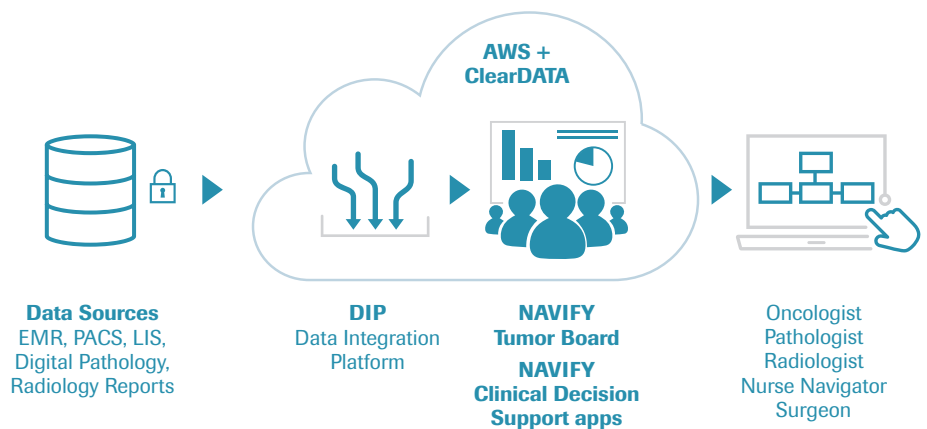 AWS +
ClearDATA
Data Sources
EMR, PACS, LIS,
Digital Pathology,
Radiology Reports
DIP
Data Integration
Platform
NAVIFY
Tumor Board
NAVIFY
Clinical Decision
Support apps
Oncologist
Pathologist
Radiologist
Nurse Navigator
Surgeon